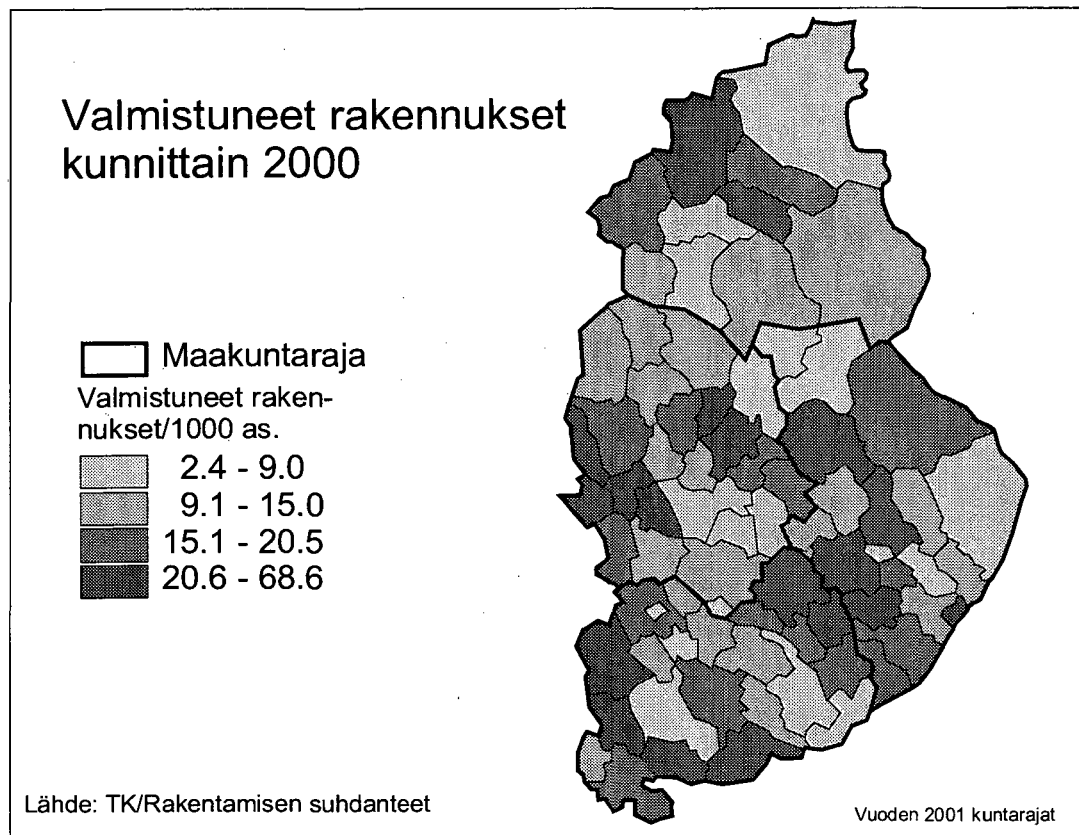 Valmistuneet rakennukset
kunnittain 2000
Maakuntaraja
Valmistuneet raken-
nukset/1000 as.
2.4 - 9.0
9.1 - 15.0
15.1 - 20.5
20.6 - 68.6
Lähde: TK/Rakentamisen suhdanteet
Vuoden 2001 kuntarajat